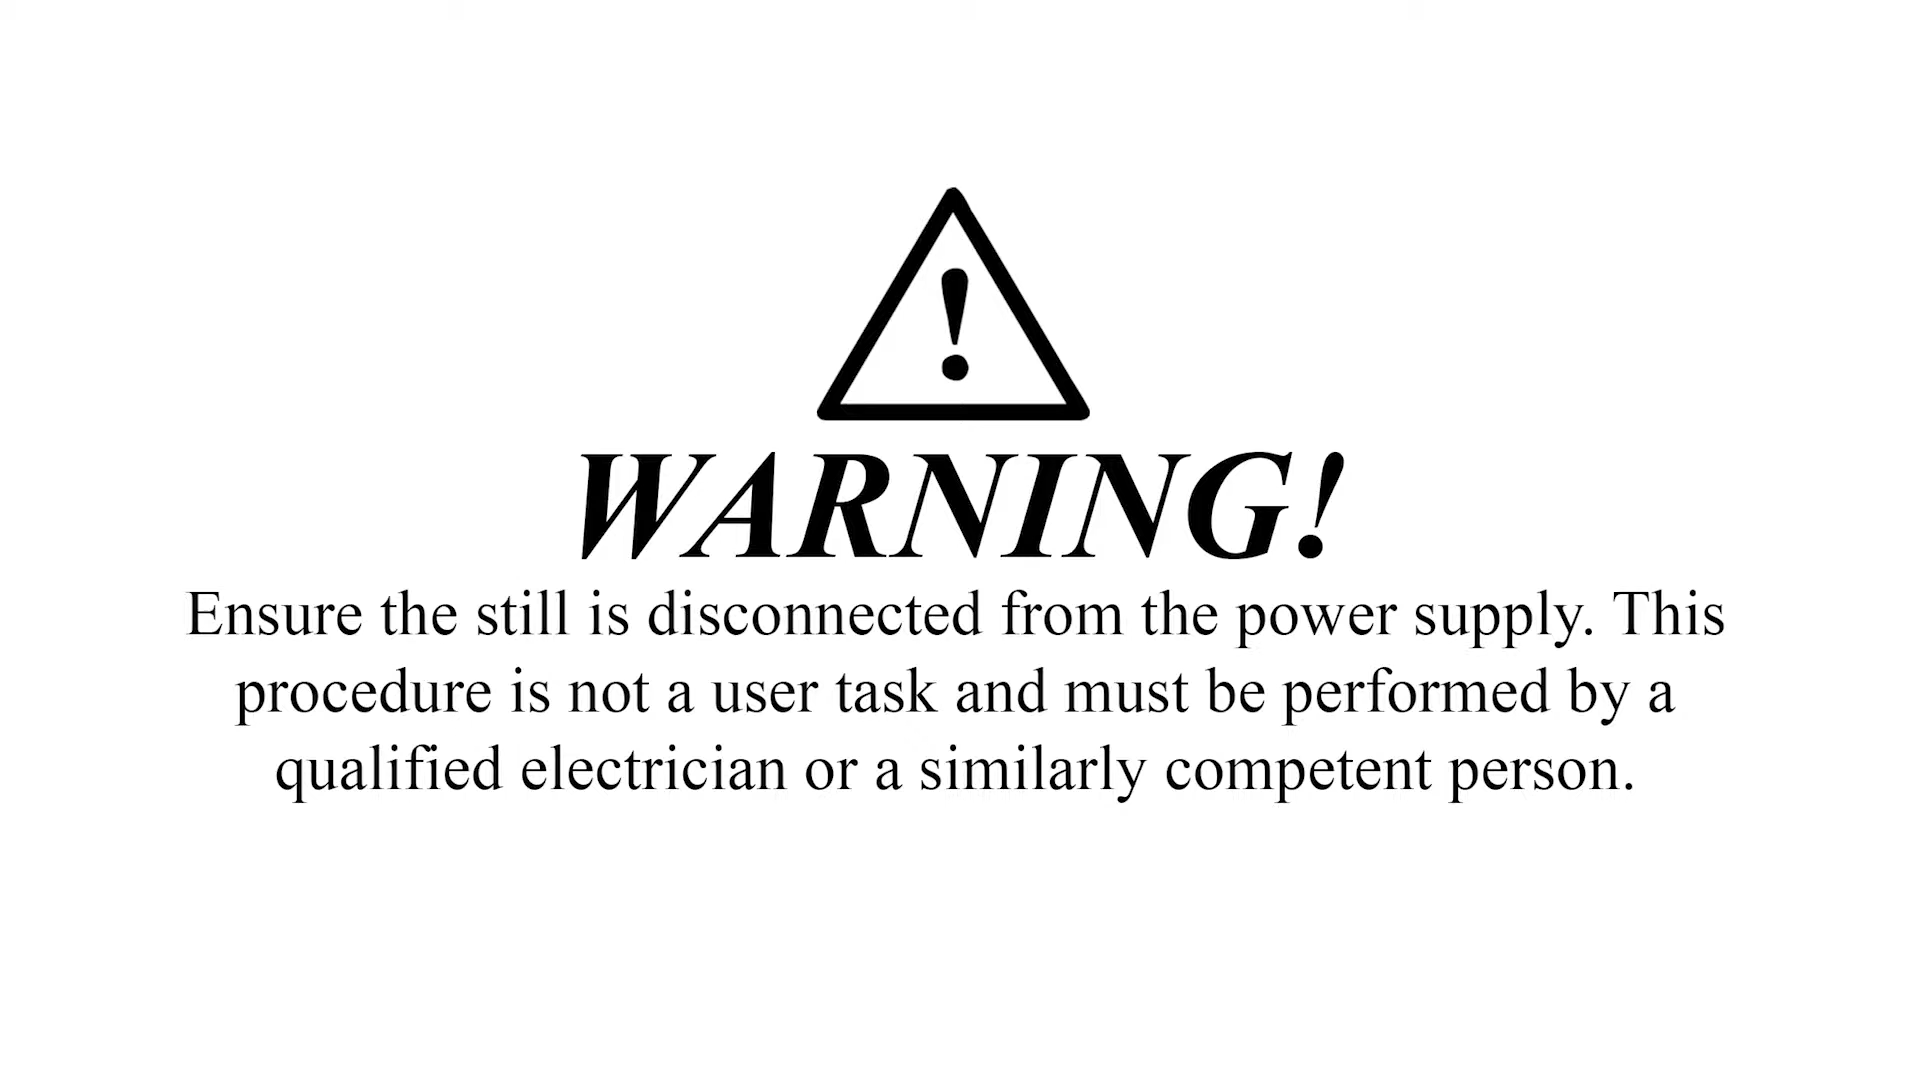 WARNING!
Ensure the still is disconnected from the power supply. This
procedure is not a user task and must be performed by a
qualified electrician or a similarly competent person.